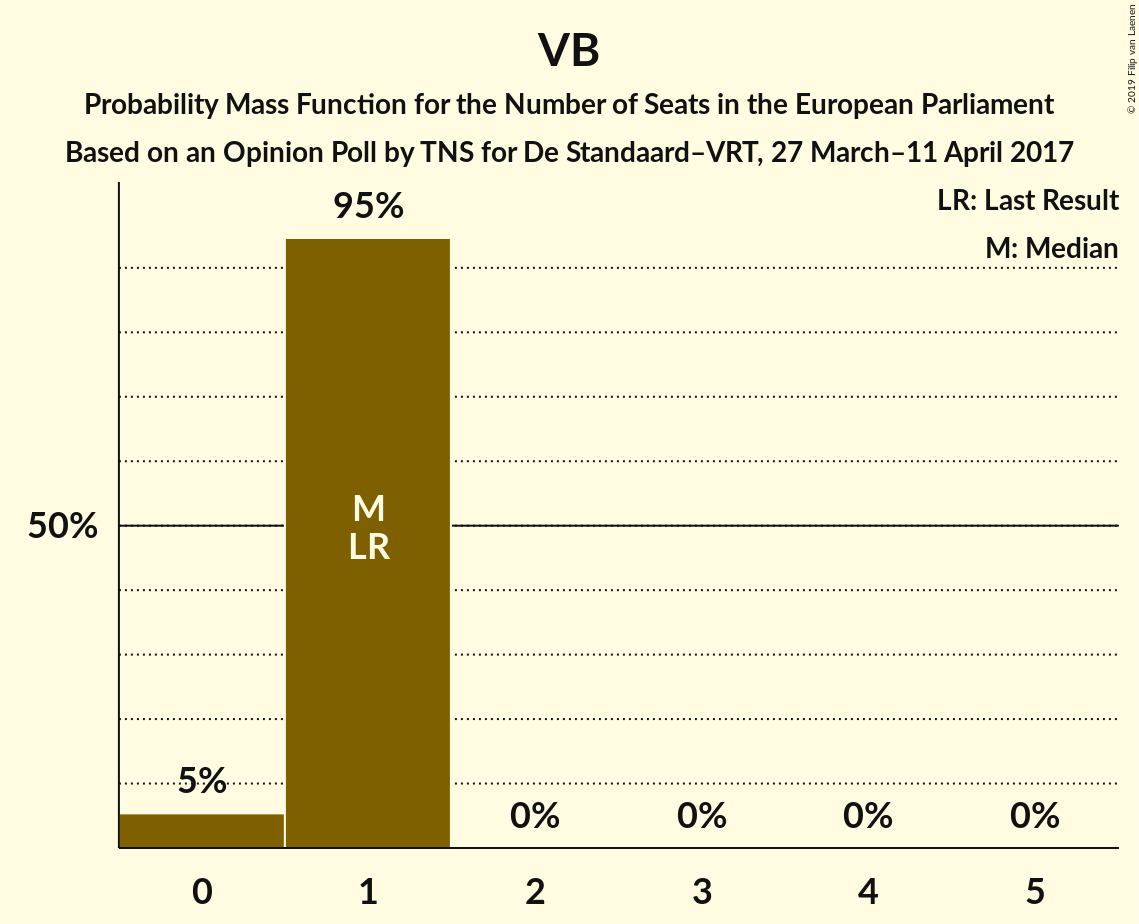 VB
Probability Mass Function for the Number of Seats in the European Parliament
Based on an Opinion Poll by TNS for De Standaard–VRT, 27 March–11 April 2017
© 2019 Filip van Laenen
LR: Last Result
M: Median
95%
M
LR
50%
5%
0%
0%
0%
0%
0
1
2
3
4
5